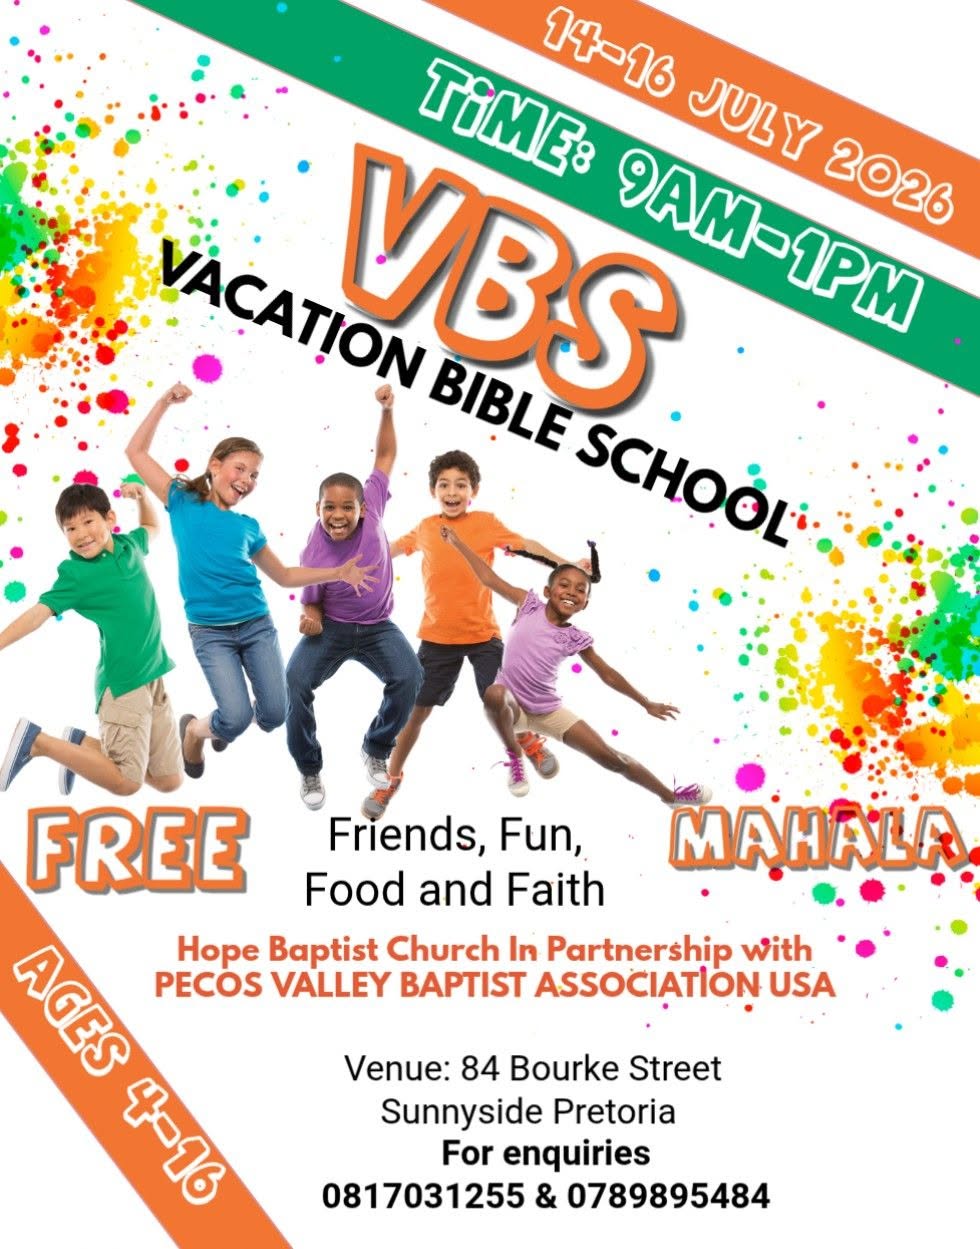 14-16 JULY 2026
TiME: 9AM-1PM
VBS
VACATION BIBLE SCHOOL
FREE
MAHALA
Friends, Fun,
Food and Faith
Hope Baptist Church In Partnership with
PECOS VALLEY BAPTIST ASSOCIATION USA
AGES 4-16
Venue: 84 Bourke Street
Sunnyside Pretoria
For enquiries
0817031255 & 0789895484